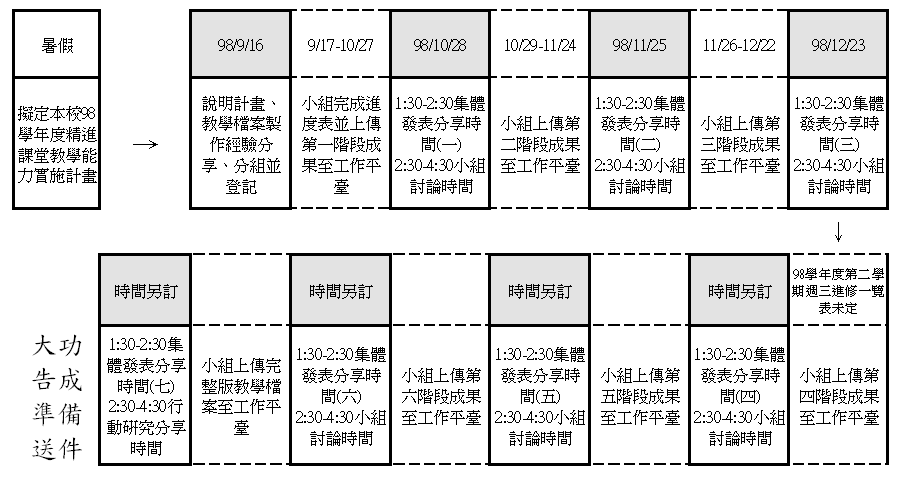 暑假
擬定本校98
學年度精進
課堂教學能
力實施計畫
→
98/9/16
說明計畫、
教學檔案製
作經驗分
享、分組並
登記
9/17-10/27
小組完成進
度表並上傳
第一階段成
果至工作平
臺
98/10/28
1:30-2:30集體
發表分享時
間(一)
2:30-4:30小組
討論時間
10/29-11/24
小組上傳第
二階段成果
至工作平臺
98/11/25
1:30-2:30集體
發表分享時
間(二)
2:30-4:30小組
討論時間
11/26-12/22
小組上傳第
三階段成果
至工作平臺
98/12/23
1:30-2:30集體
發表分享時
間(三)
2:30-4:30小組
討論時間
↓
98學年度第二學
期週三進修一覽
表未定
小組上傳第
四階段成果
至工作平臺
時間另訂
1:30-2:30集體
發表分享時
間(四)
2:30-4:30小組
討論時間
小組上傳第
五階段成果
至工作平臺
時間另訂
1:30-2:30集體
發表分享時
間(五)
2:30-4:30小組
討論時間
小組上傳第
六階段成果
至工作平臺
時間另訂
1:30-2:30集體
發表分享時
間(六)
2:30-4:30小組
討論時間
小組上傳完
整版教學檔
案至工作平
臺
時間另訂
1:30-2:30集
體發表分享
時間(七)
2:30-4:30行
動研究分享
時間
大功
告成
準備
送件